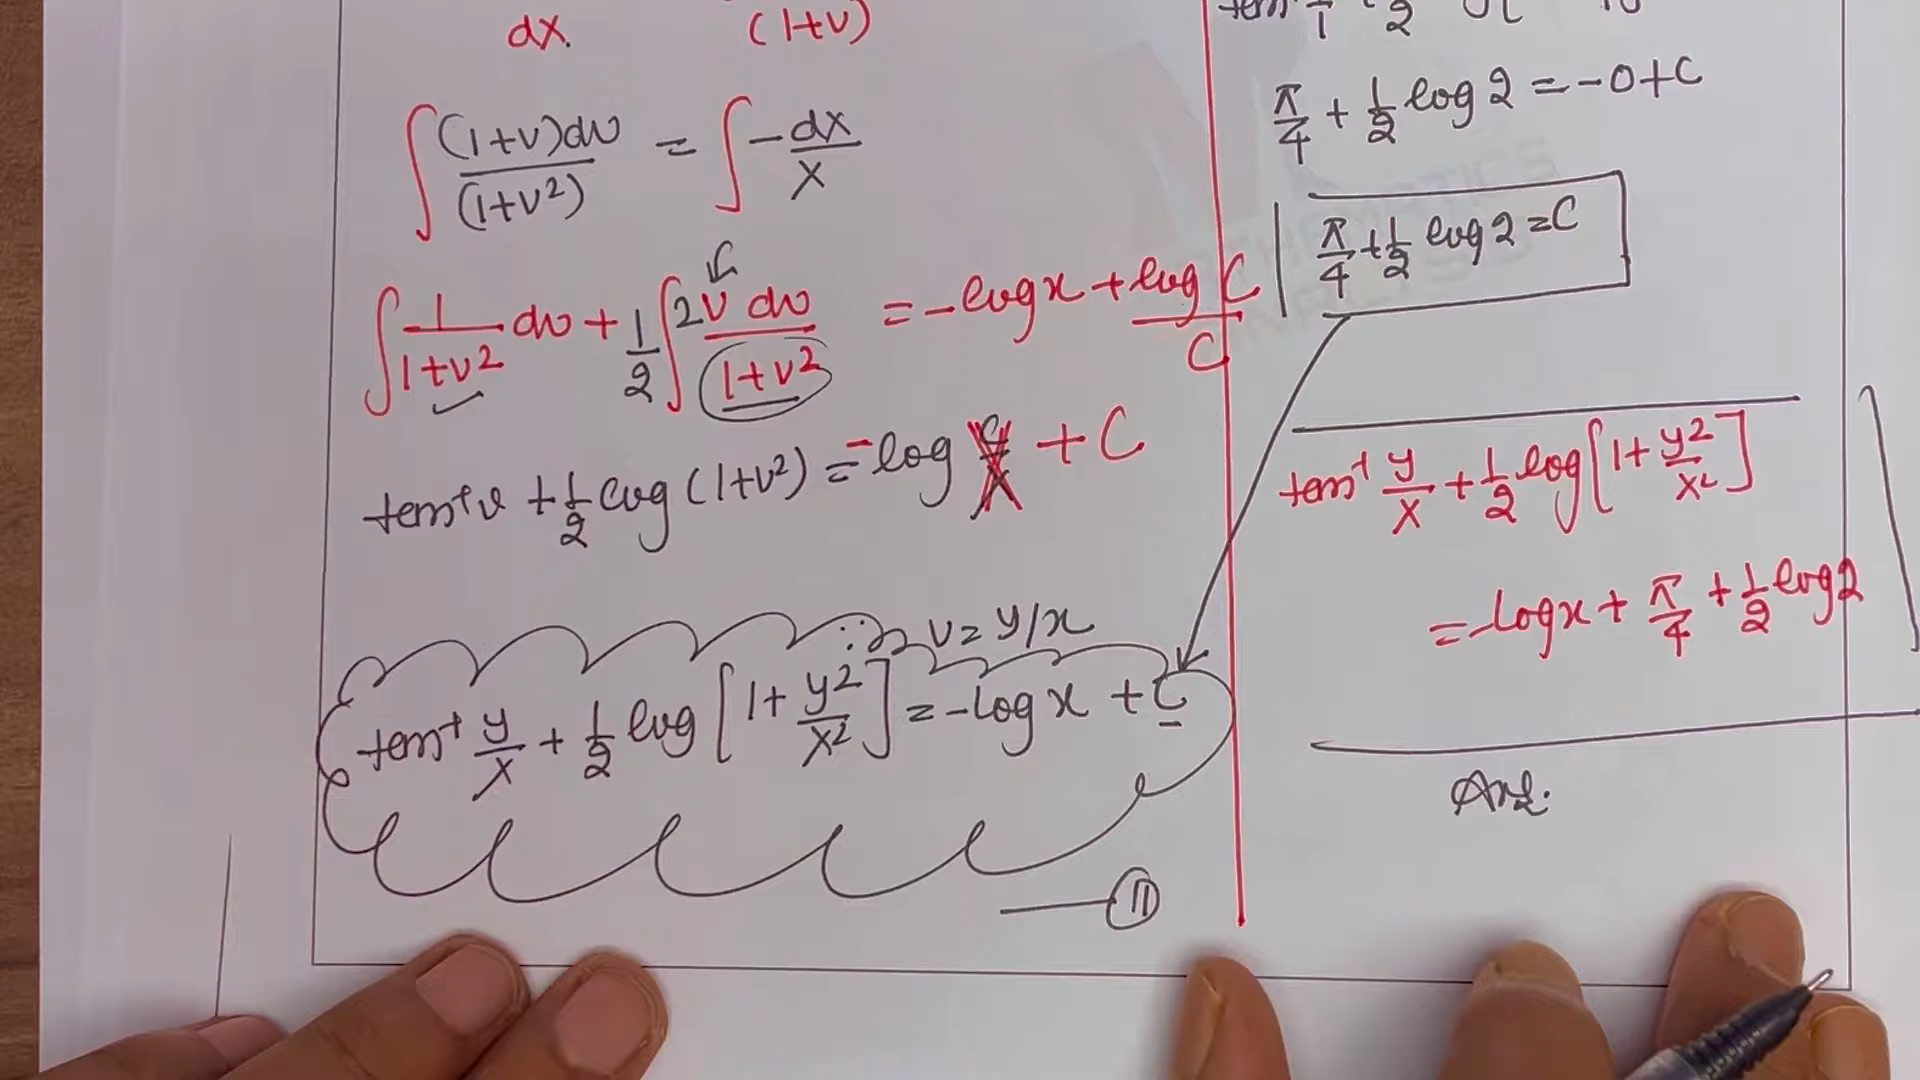 dx.
(1+v)
∫ (1+v)dv / (1+v²) = ∫ -dx / x
∫ 1 / 1+v² dv + 1/2 ∫ 2v dv / 1+v² = -log x + log C
C
tan⁻¹v + 1/2 log (1+v²) = -log x + C
∵ v = y/x
tan⁻¹ y/x + 1/2 log [1 + y²/x²] = -log x + C
II
π/4 + 1/2 log 2 = -0+C
π/4 + 1/2 log 2 = C
tan⁻¹ y/x + 1/2 log [1 + y²/x²]
= -log x + π/4 + 1/2 log 2
Ans.